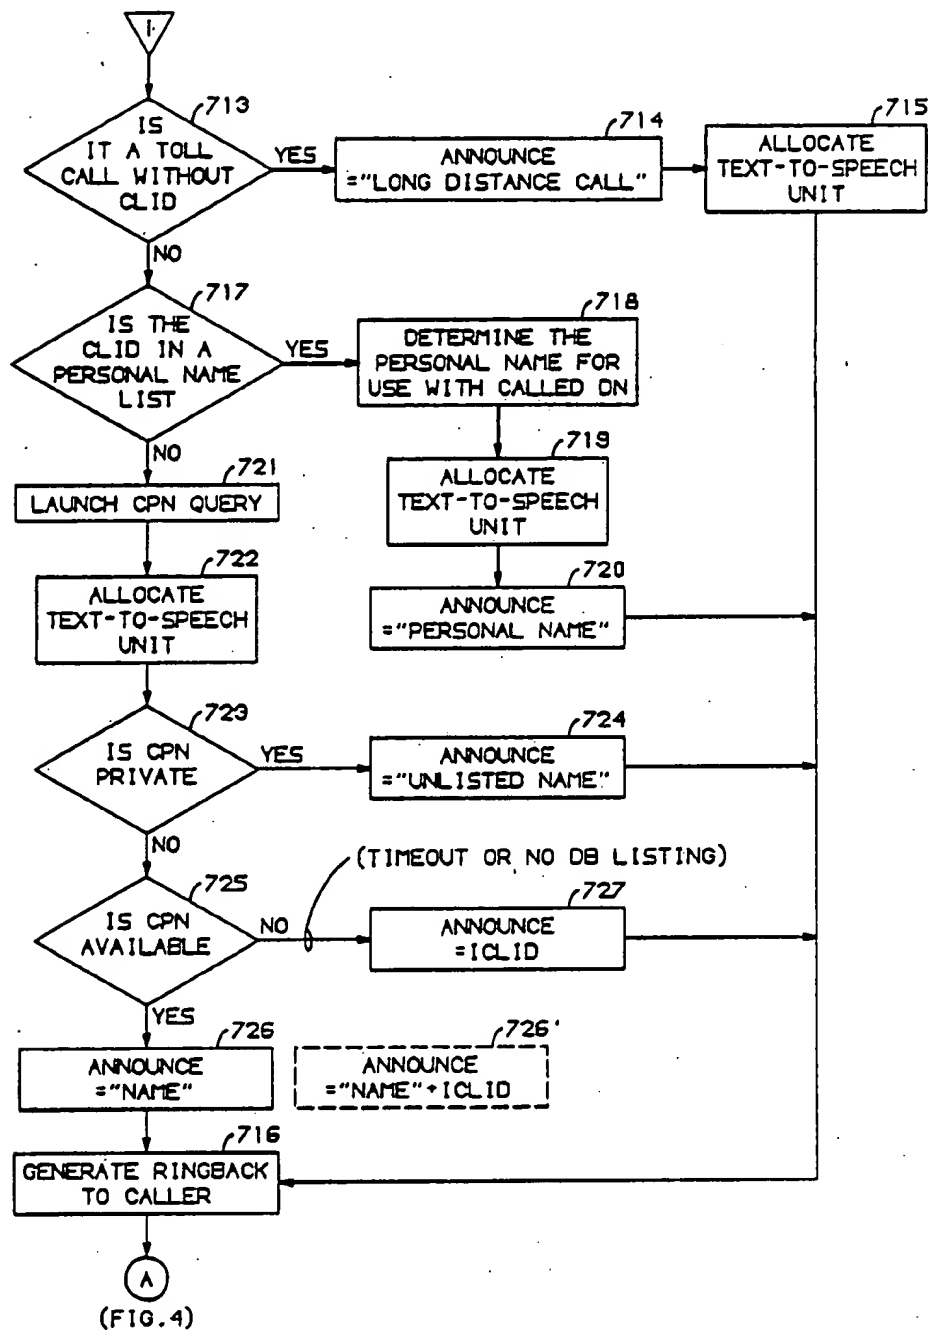 1
713
IS
IT A TOLL
CALL WITHOUT
CLID
YES
714
ANNOUNCE
="LONG DISTANCE CALL"
715
ALLOCATE
TEXT-TO-SPEECH
UNIT
NO
717
IS THE
CLID IN A
PERSONAL NAME
LIST
YES
718
DETERMINE THE
PERSONAL NAME FOR
USE WITH CALLED DN
NO
719
ALLOCATE
TEXT-TO-SPEECH
UNIT
721
LAUNCH CPN QUERY
722
ALLOCATE
TEXT-TO-SPEECH
UNIT
720
ANNOUNCE
="PERSONAL NAME"
723
IS CPN
PRIVATE
YES
724
ANNOUNCE
="UNLISTED NAME"
NO
(TIMEOUT OR NO DB LISTING)
725
IS CPN
AVAILABLE
NO
727
ANNOUNCE
=ICLID
YES
726
ANNOUNCE
="NAME"
726'
ANNOUNCE
="NAME"+ICLID
716
GENERATE RINGBACK
TO CALLER
A
(FIG.4)